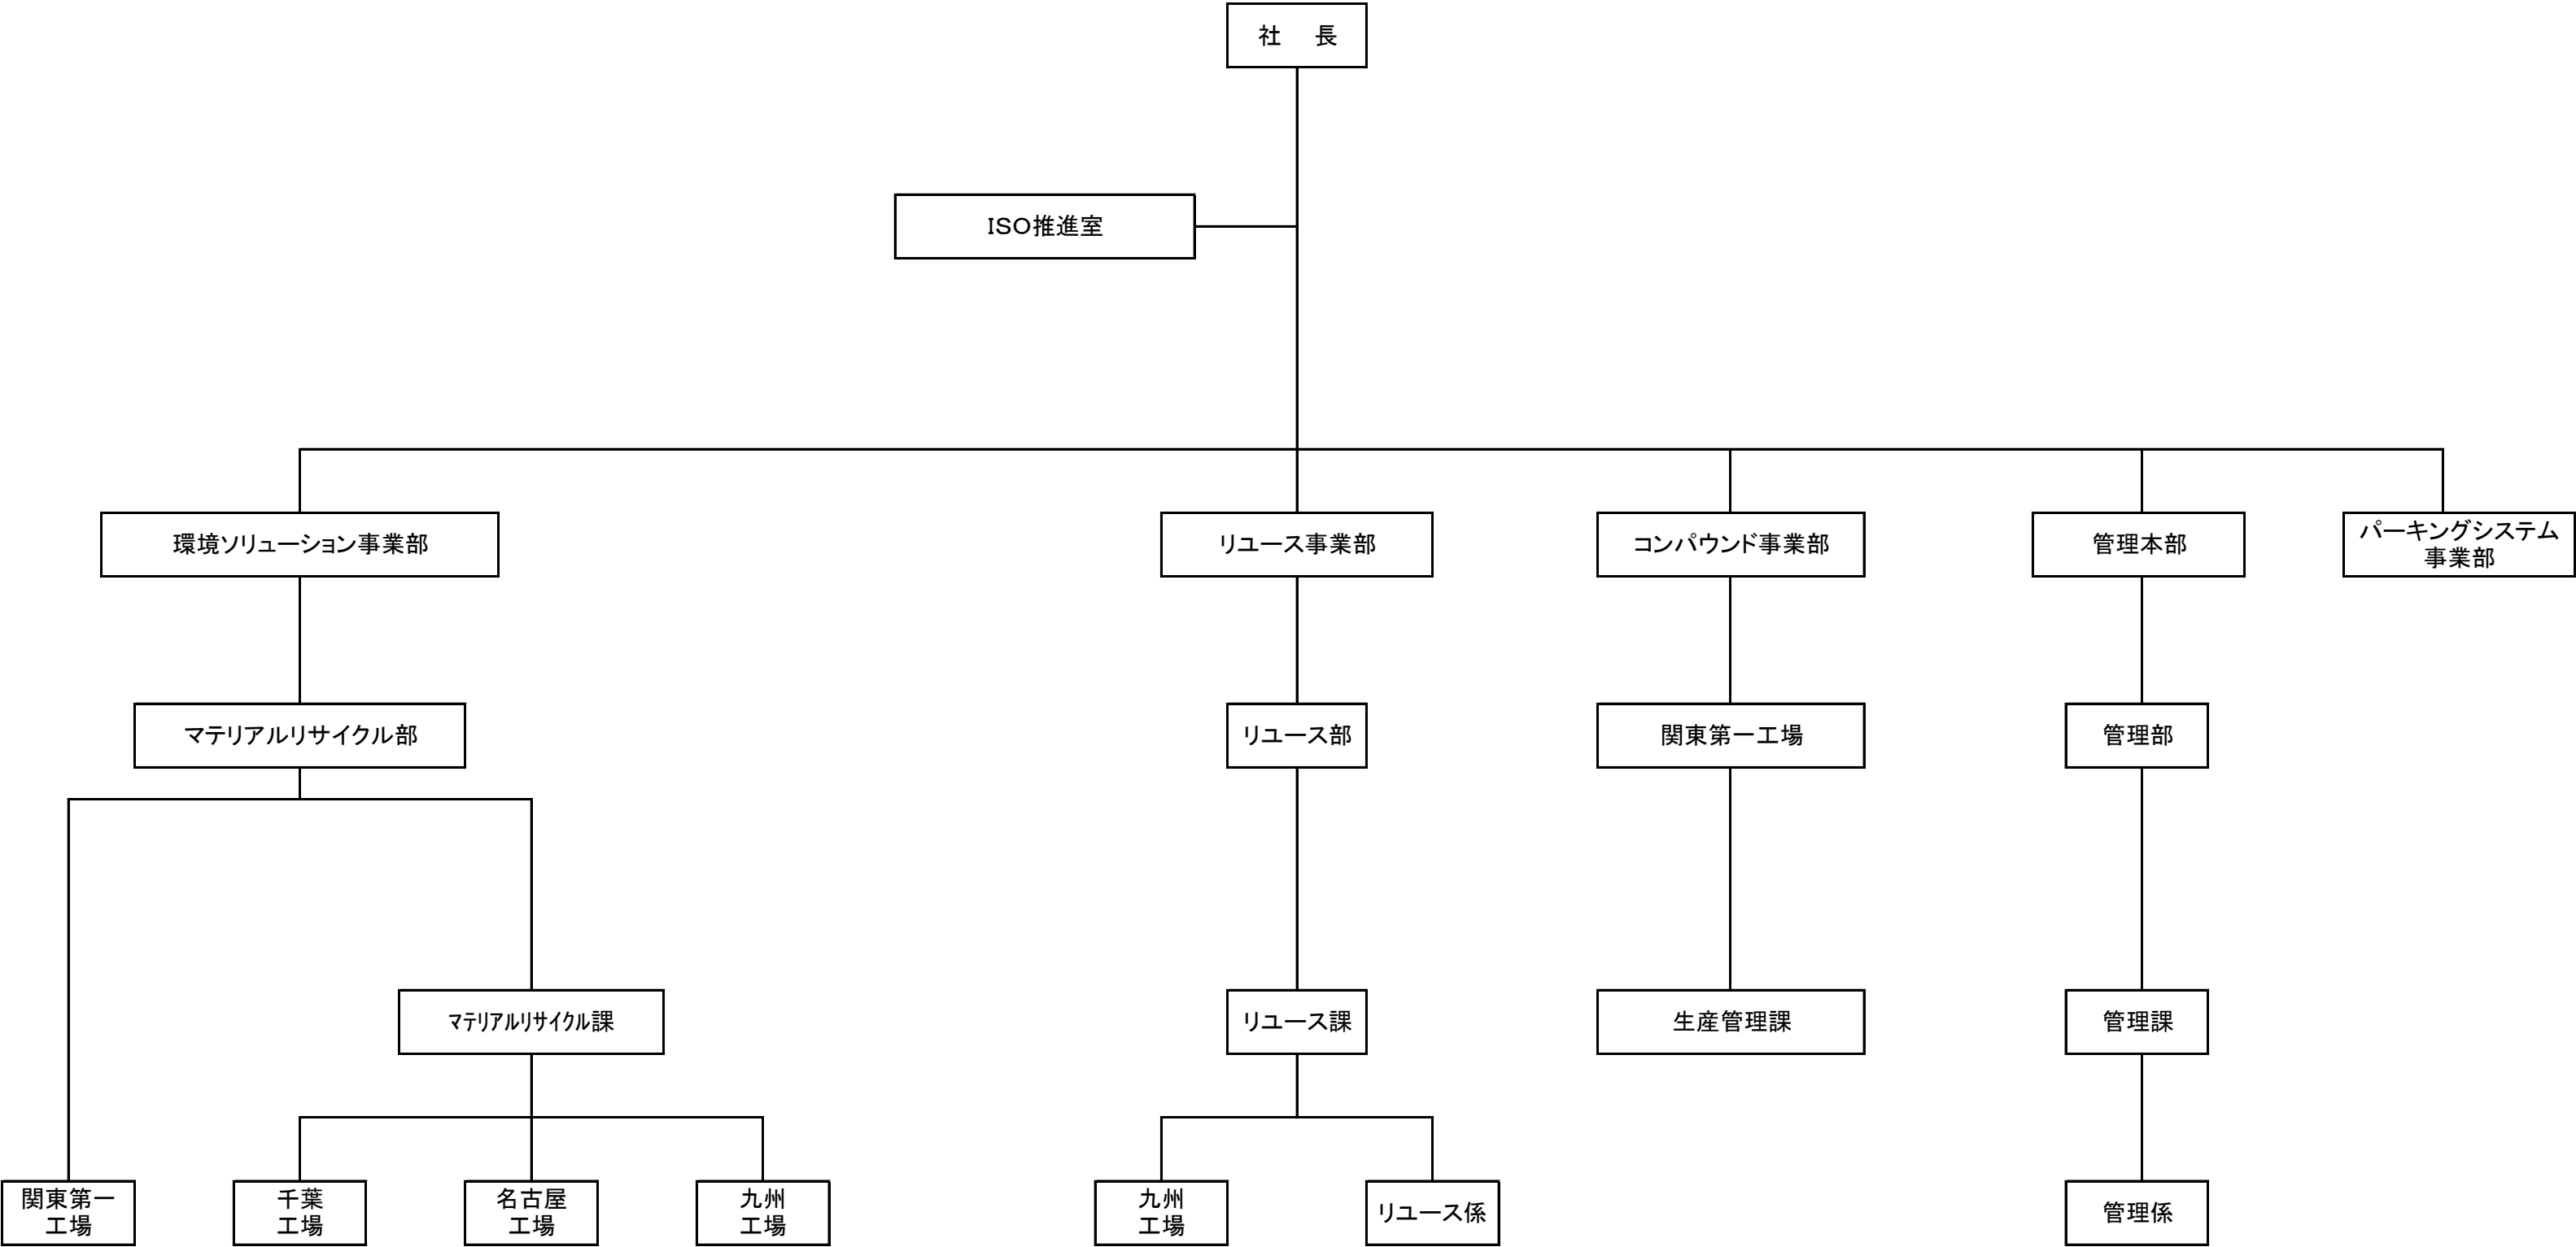 社　長
ISO推進室
環境ソリューション事業部
リユース事業部
コンパウンド事業部
管理本部
パーキングシステム
事業部
マテリアルリサイクル部
リユース部
関東第一工場
管理部
ﾏﾃﾘｱﾙﾘｻｲｸﾙ課
リユース課
生産管理課
管理課
関東第一
工場
千葉
工場
名古屋
工場
九州
工場
九州
工場
リユース係
管理係